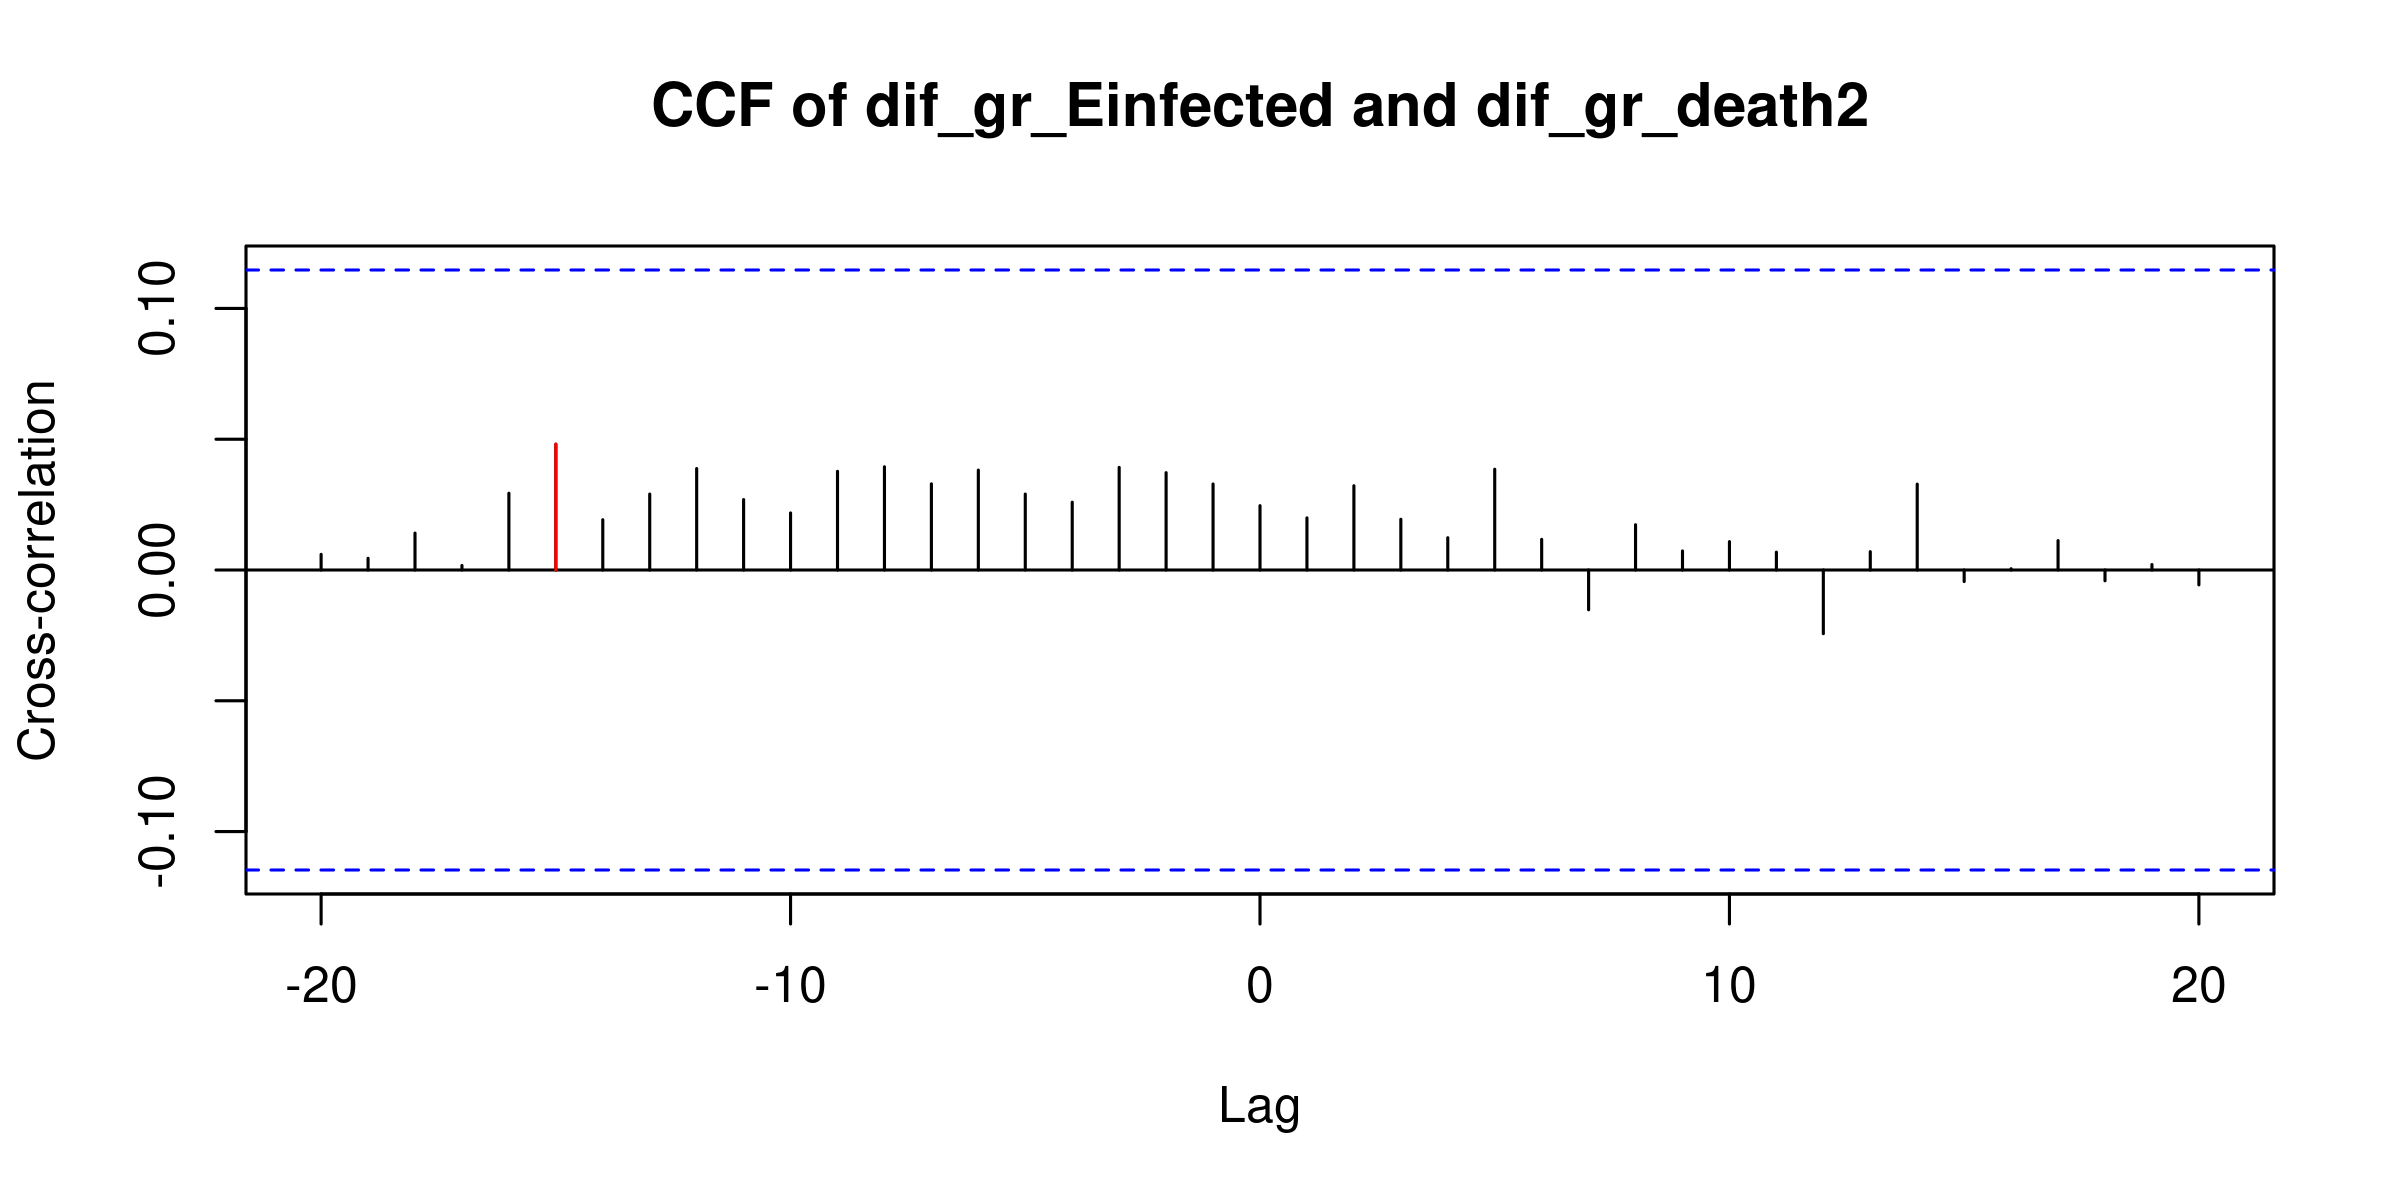 CCF of dif_gr_Einfected and dif_gr_death2
Cross-correlation
0.10
0.00
-0.10
-20 -10 0 10 20
Lag